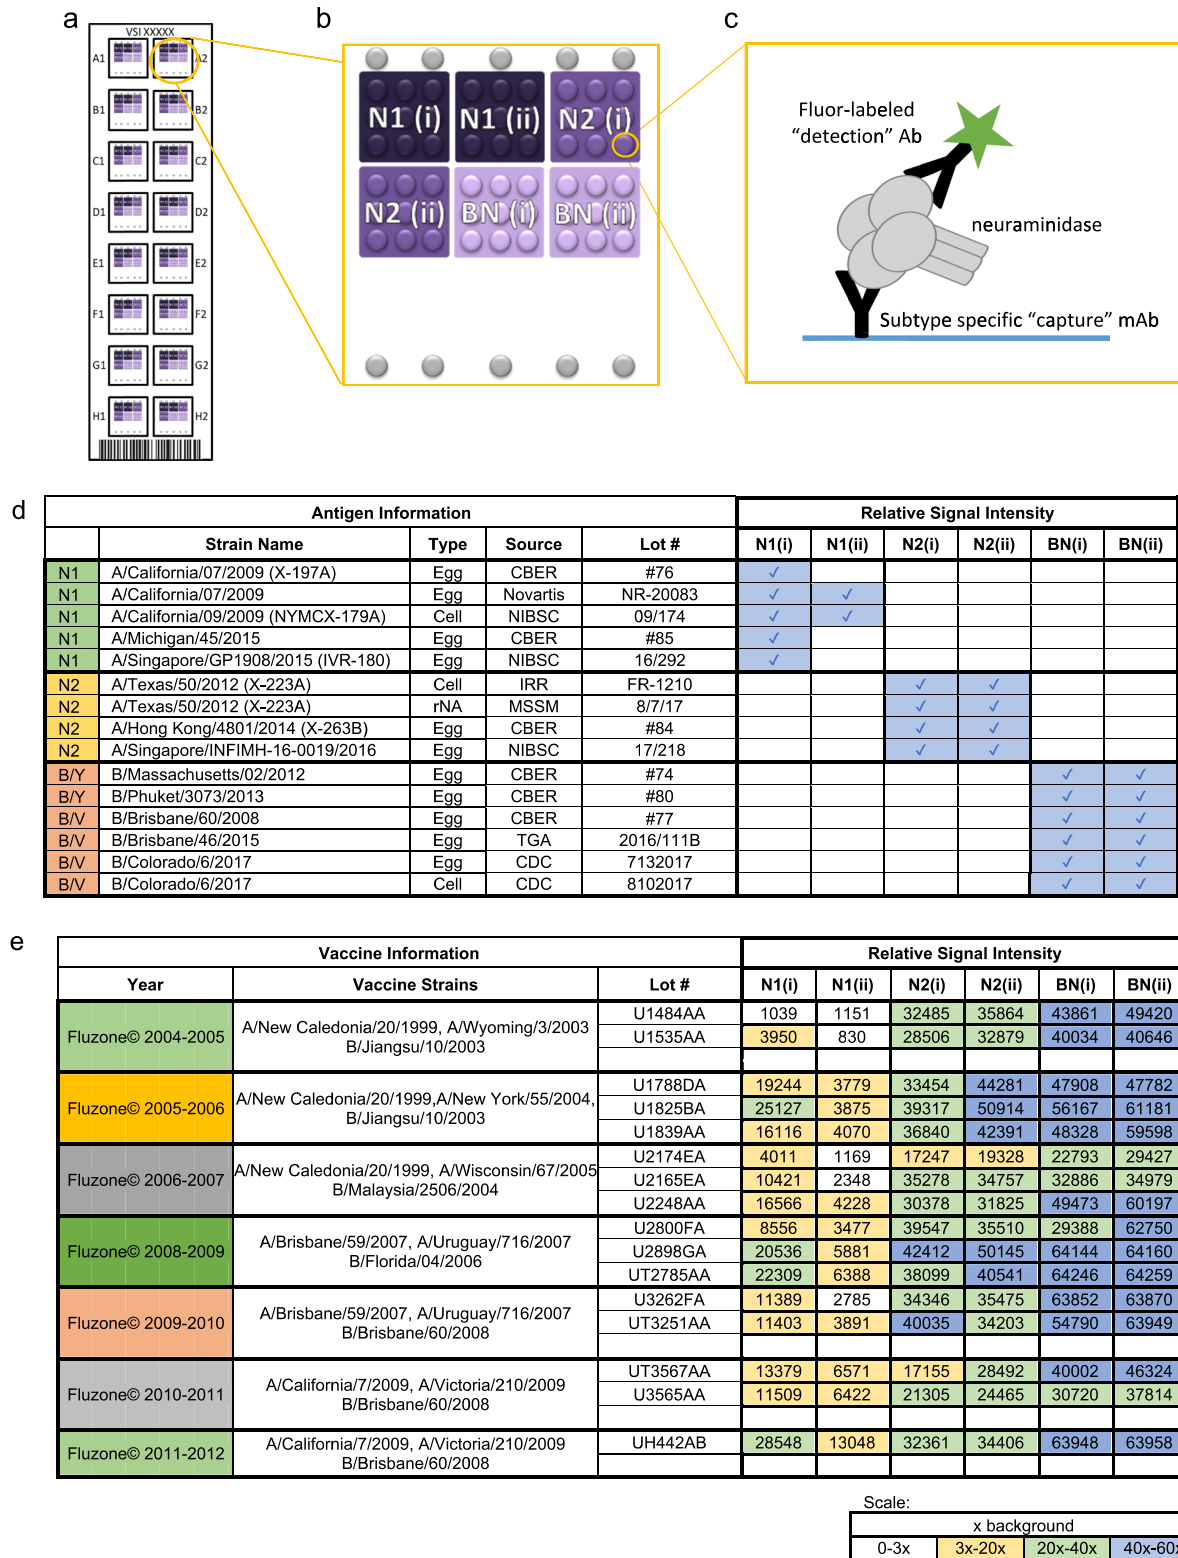 a
VSI XXXXX
A1 A2
B1 B2
C1 C2
D1 D2
E1 E2
F1 F2
G1 G2
H1 H2
b
N1 (i) N1 (ii) N2 (i)
N2 (ii) BN (i) BN (ii)
c
Fluor-labeled
“detection” Ab
neuraminidase
Subtype specific “capture” mAb
d
Antigen Information Relative Signal Intensity
Strain Name Type Source Lot # N1(i) N1(ii) N2(i) N2(ii) BN(i) BN(ii)
N1 A/California/07/2009 (X-197A) Egg CBER #76 ✓
N1 A/California/07/2009 Egg Novartis NR-20083 ✓ ✓
N1 A/California/09/2009 (NYMCX-179A) Cell NIBSC 09/174 ✓ ✓
N1 A/Michigan/45/2015 Egg CBER #85 ✓
N1 A/Singapore/GP1908/2015 (IVR-180) Egg NIBSC 16/292 ✓
N2 A/Texas/50/2012 (X-223A) Cell IRR FR-1210 ✓ ✓
N2 A/Texas/50/2012 (X-223A) rNA MSSM 8/7/17 ✓ ✓
N2 A/Hong Kong/4801/2014 (X-263B) Egg CBER #84 ✓ ✓
N2 A/Singapore/INFIMH-16-0019/2016 Egg NIBSC 17/218 ✓ ✓
B/Y B/Massachusetts/02/2012 Egg CBER #74 ✓ ✓
B/Y B/Phuket/3073/2013 Egg CBER #80 ✓ ✓
B/V B/Brisbane/60/2008 Egg CBER #77 ✓ ✓
B/V B/Brisbane/46/2015 Egg TGA 2016/111B ✓ ✓
B/V B/Colorado/6/2017 Egg CDC 7132017 ✓ ✓
B/V B/Colorado/6/2017 Cell CDC 8102017 ✓ ✓
e
Vaccine Information Relative Signal Intensity
Year Vaccine Strains Lot # N1(i) N1(ii) N2(i) N2(ii) BN(i) BN(ii)
Fluzone© 2004-2005
A/New Caledonia/20/1999, A/Wyoming/3/2003
B/Jiangsu/10/2003
U1484AA 1039 1151 32485 35864 43861 49420
U1535AA 3950 830 28506 32879 40034 40646
Fluzone© 2005-2006
A/New Caledonia/20/1999,A/New York/55/2004,
B/Jiangsu/10/2003
U1788DA 19244 3779 33454 44281 47908 47782
U1825BA 25127 3875 39317 50914 56167 61181
U1839AA 16116 4070 36840 42391 48328 59598
Fluzone© 2006-2007
A/New Caledonia/20/1999, A/Wisconsin/67/2005
B/Malaysia/2506/2004
U2174EA 4011 1169 17247 19328 22793 29427
U2165EA 10421 2348 35278 34757 32886 34979
U2248AA 16566 4228 30378 31825 49473 60197
Fluzone© 2008-2009
A/Brisbane/59/2007, A/Uruguay/716/2007
B/Florida/04/2006
U2800FA 8556 3477 39547 35510 29388 62750
U2898GA 20536 5881 42412 50145 64144 64160
UT2785AA 22309 6388 38099 40541 64246 64259
Fluzone© 2009-2010
A/Brisbane/59/2007, A/Uruguay/716/2007
B/Brisbane/60/2008
U3262FA 11389 2785 34346 35475 63852 63870
UT3251AA 11403 3891 40035 34203 54790 63949
Fluzone© 2010-2011
A/California/7/2009, A/Victoria/210/2009
B/Brisbane/60/2008
UT3567AA 13379 6571 17155 28492 40002 46324
U3565AA 11509 6422 21305 24465 30720 37814
Fluzone© 2011-2012
A/California/7/2009, A/Victoria/210/2009
B/Brisbane/60/2008
UH442AB 28548 13048 32361 34406 63948 63958
Scale:
x background
0-3x 3x-20x 20x-40x 40x-60x